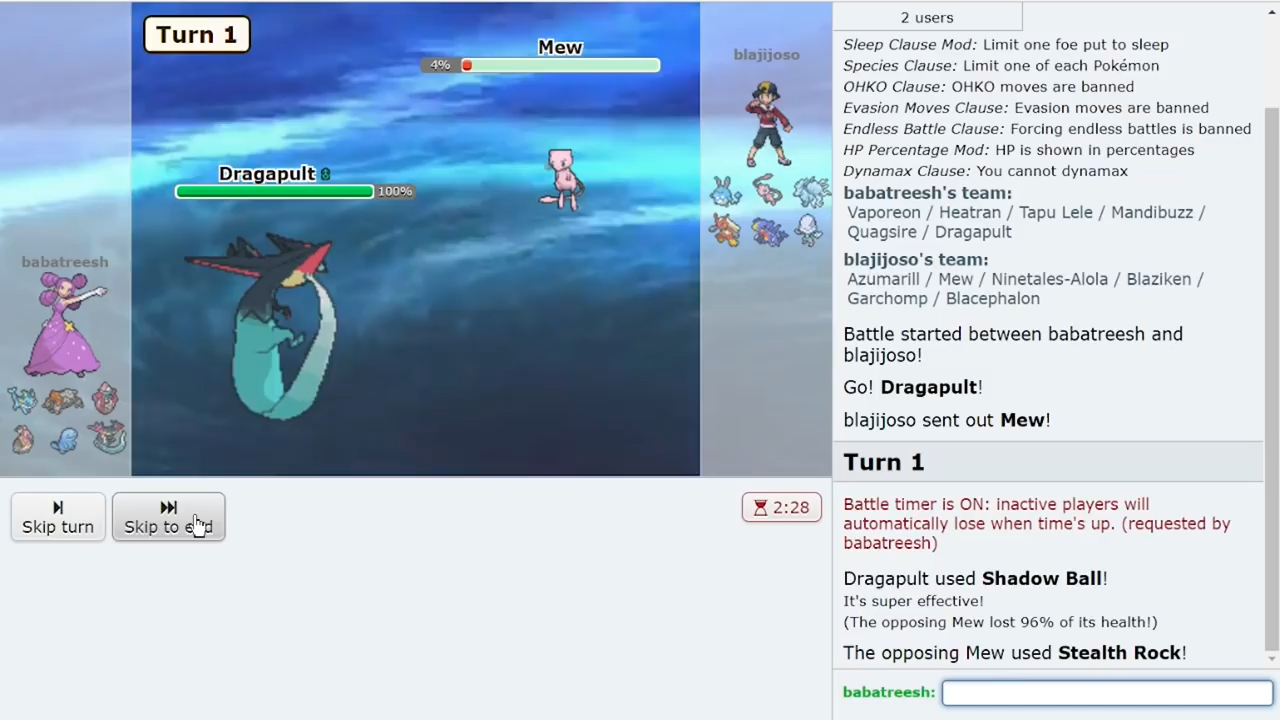 Turn 1
Mew
4%
Dragapult
100%
babatreesh
blajijoso
Skip turn
Skip to end
2:28
2 users
Sleep Clause Mod: Limit one foe put to sleep
Species Clause: Limit one of each Pokémon
OHKO Clause: OHKO moves are banned
Evasion Moves Clause: Evasion moves are banned
Endless Battle Clause: Forcing endless battles is banned
HP Percentage Mod: HP is shown in percentages
Dynamax Clause: You cannot dynamax
babatreesh's team:
Vaporeon / Heatran / Tapu Lele / Mandibuzz /
Quagsire / Dragapult
blajijoso's team:
Azumarill / Mew / Ninetales-Alola / Blaziken /
Garchomp / Blacephalon
Battle started between babatreesh and
blajijoso!
Go! Dragapult!
blajijoso sent out Mew!
Turn 1
Battle timer is ON: inactive players will
automatically lose when time's up. (requested by
babatreesh)
Dragapult used Shadow Ball!
It's super effective!
(The opposing Mew lost 96% of its health!)
The opposing Mew used Stealth Rock!
babatreesh: